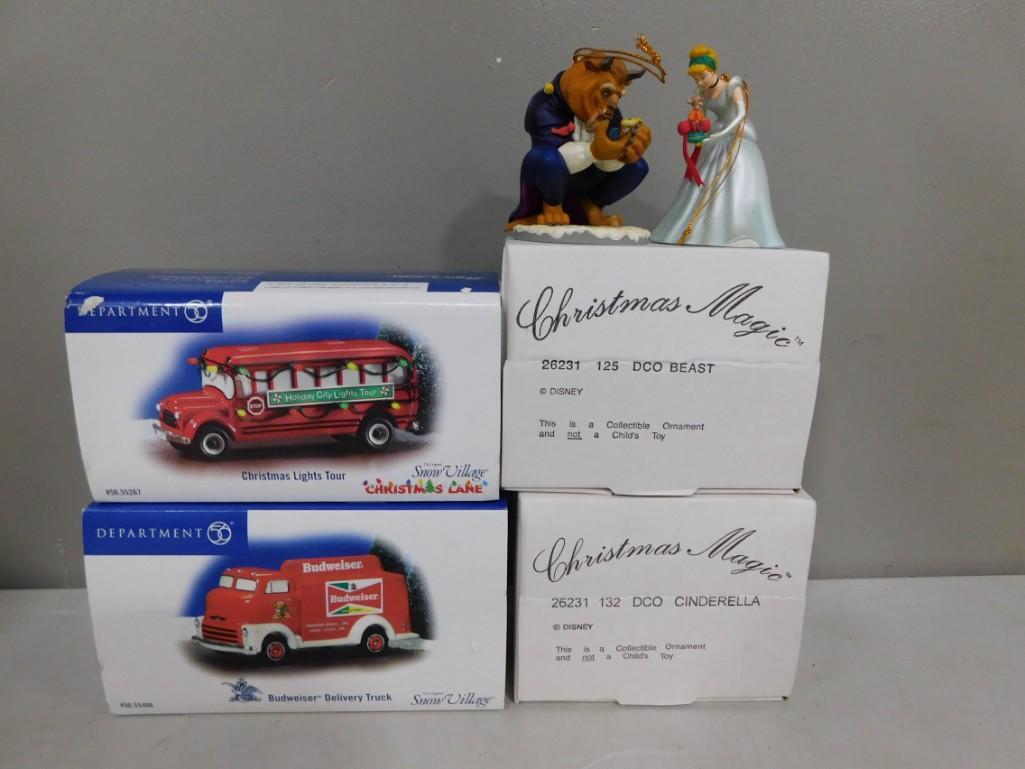 DEPARTMENT 56®
Holiday City Lights Tour
STOP
Christmas Lights Tour
The Original
Snow Village
CHRISTMAS LANE
#56.55267
DEPARTMENT 56®
Budweiser.
Budweiser
Budweiser® Delivery Truck
The Original
Snow Village
#56.55406
Christmas Magic™
26231 125 DCO BEAST
© DISNEY
This is a Collectible Ornament
and not a Child's Toy
Christmas Magic™
26231 132 DCO CINDERELLA
© DISNEY
This is a Collectible Ornament
and not a Child's Toy